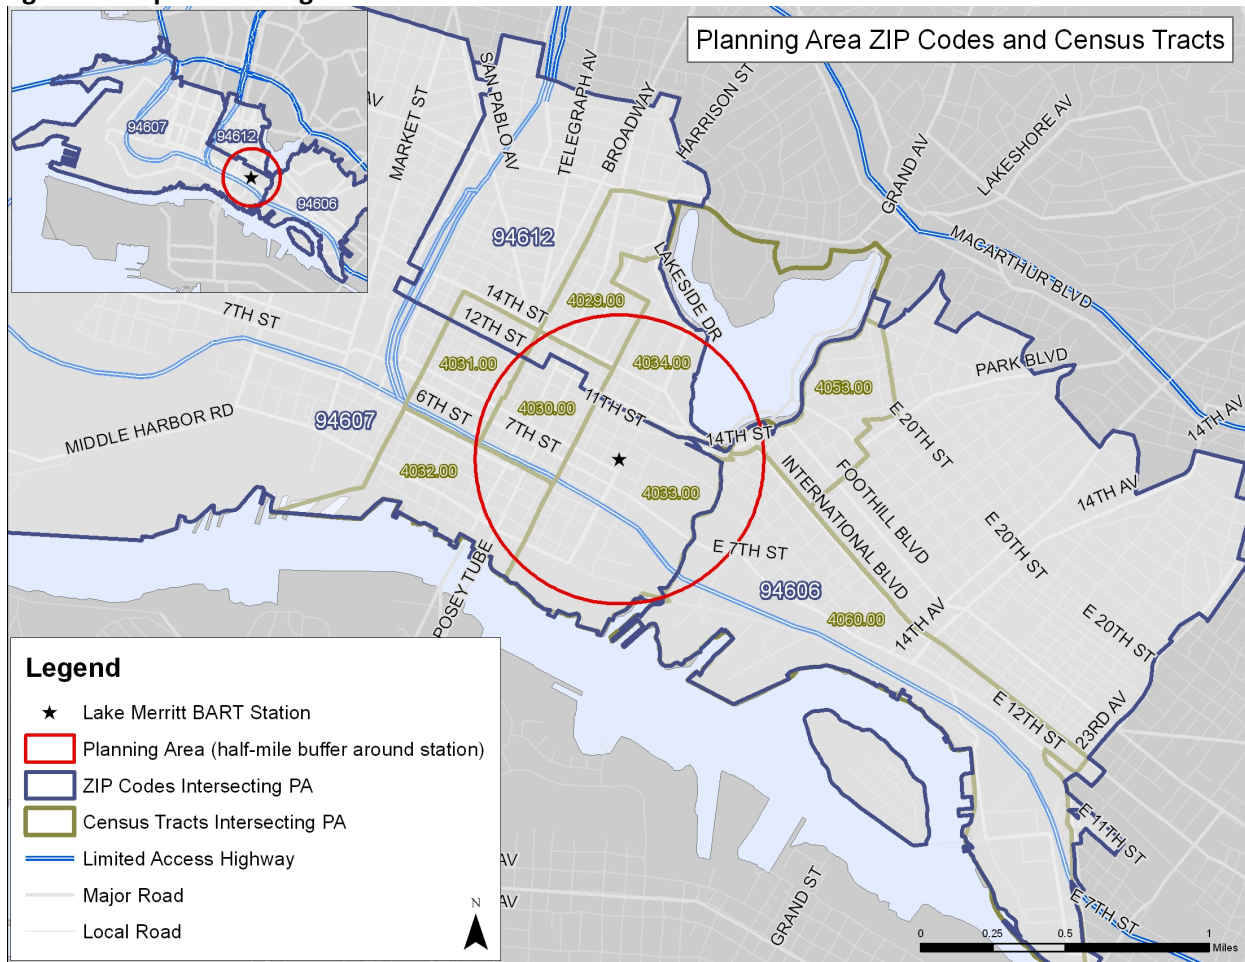 Planning Area ZIP Codes and Census Tracts
94607
94612
94606
AV
MARKET ST
SAN PABLO AV
TELEGRAPH AV
BROADWAY
HARRISON ST
GRAND AV
LAKESHORE AV
MACARTHUR BLVD
94612
LAKESIDE DR
7TH ST
14TH ST
12TH ST
4029.00
4031.00
4034.00
4030.00
11TH ST
4053.00
PARK BLVD
14TH AV
MIDDLE HARBOR RD
94607
6TH ST
7TH ST
14TH ST
E 20TH ST
4032.00
4033.00
INTERNATIONAL BLVD
FOOTHILL BLVD
14TH AV
E 20TH ST
E 7TH ST
94606
4060.00
14TH AV
E 20TH ST
POSEY TUBE
E 12TH ST
23RD AV
E 11TH ST
E 7TH ST
GRAND ST
AV
AV
Legend
Lake Merritt BART Station
Planning Area (half-mile buffer around station)
ZIP Codes Intersecting PA
Census Tracts Intersecting PA
Limited Access Highway
Major Road
Local Road
N
0 0.25 0.5 1
Miles